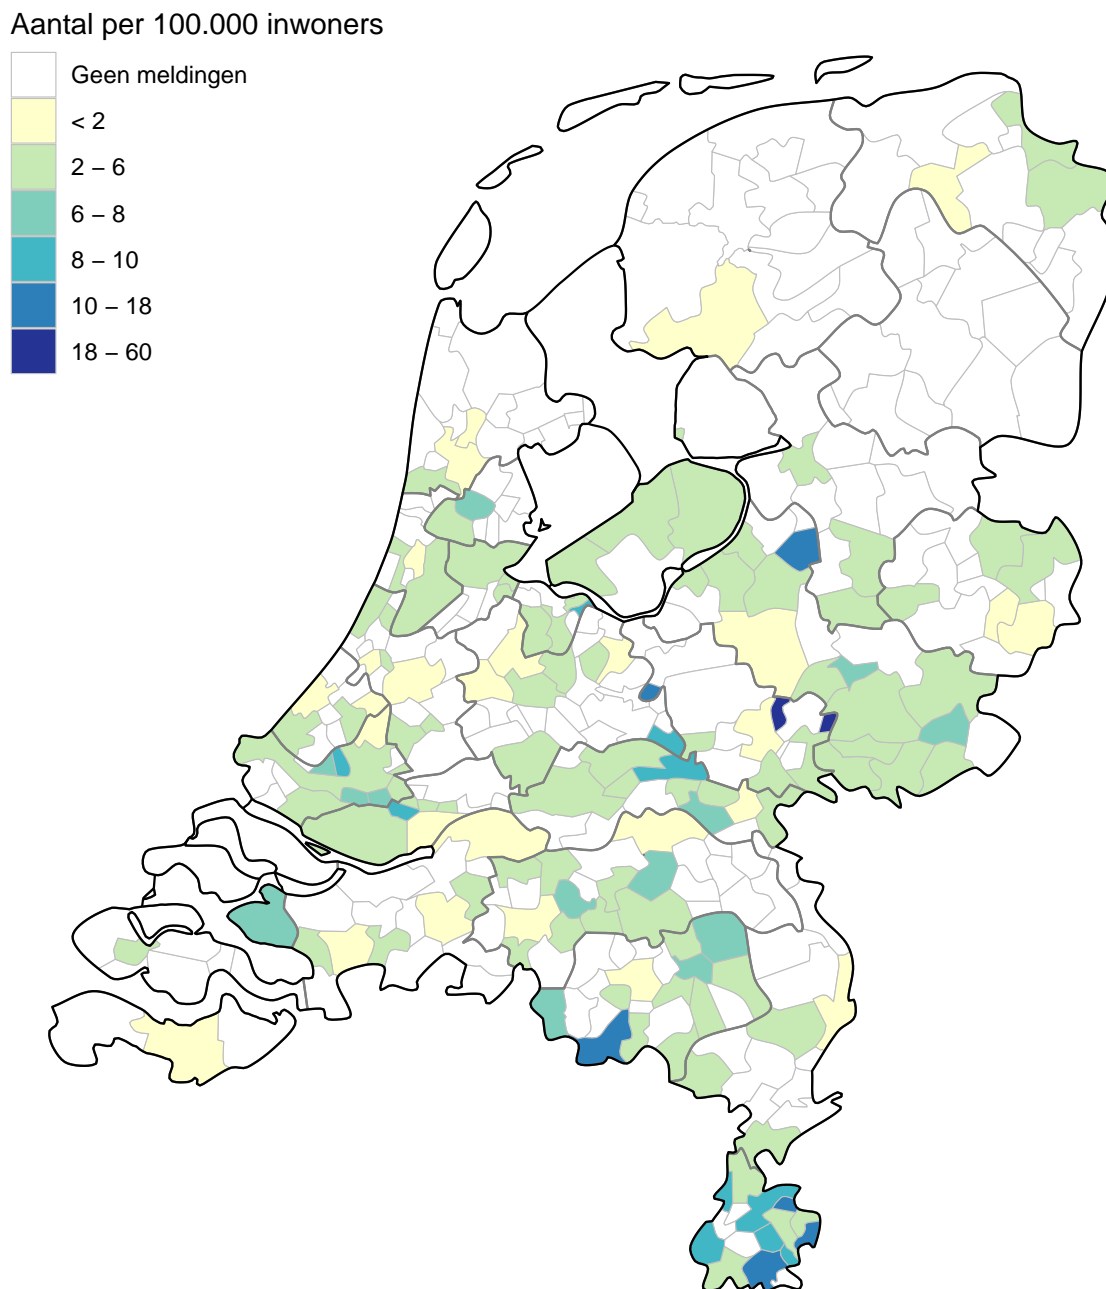 Aantal per 100.000 inwoners
Geen meldingen
< 2
2 – 6
6 – 8
8 – 10
10 – 18
18 – 60